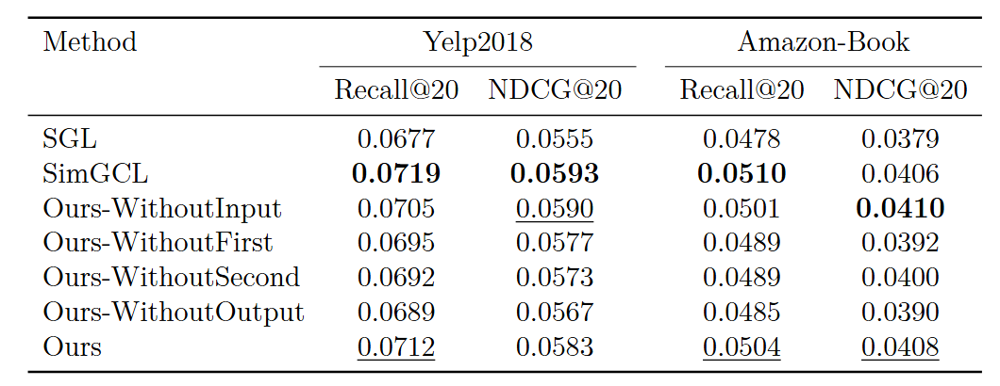 Method Yelp2018 Amazon-Book
Recall@20 NDCG@20 Recall@20 NDCG@20
SGL 0.0677 0.0555 0.0478 0.0379
SimGCL 0.0719 0.0593 0.0510 0.0406
Ours-WithoutInput 0.0705 0.0590 0.0501 0.0410
Ours-WithoutFirst 0.0695 0.0577 0.0489 0.0392
Ours-WithoutSecond 0.0692 0.0573 0.0489 0.0400
Ours-WithoutOutput 0.0689 0.0567 0.0485 0.0390
Ours 0.0712 0.0583 0.0504 0.0408